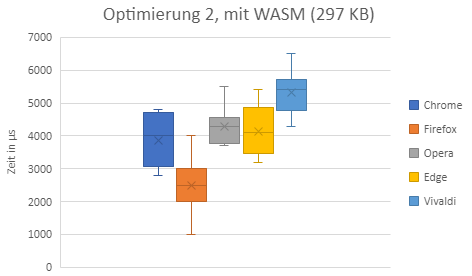 Optimierung 2, mit WASM (297 KB)
Zeit in µs
7000
6000
5000
4000
3000
2000
1000
0
Chrome
Firefox
Opera
Edge
Vivaldi